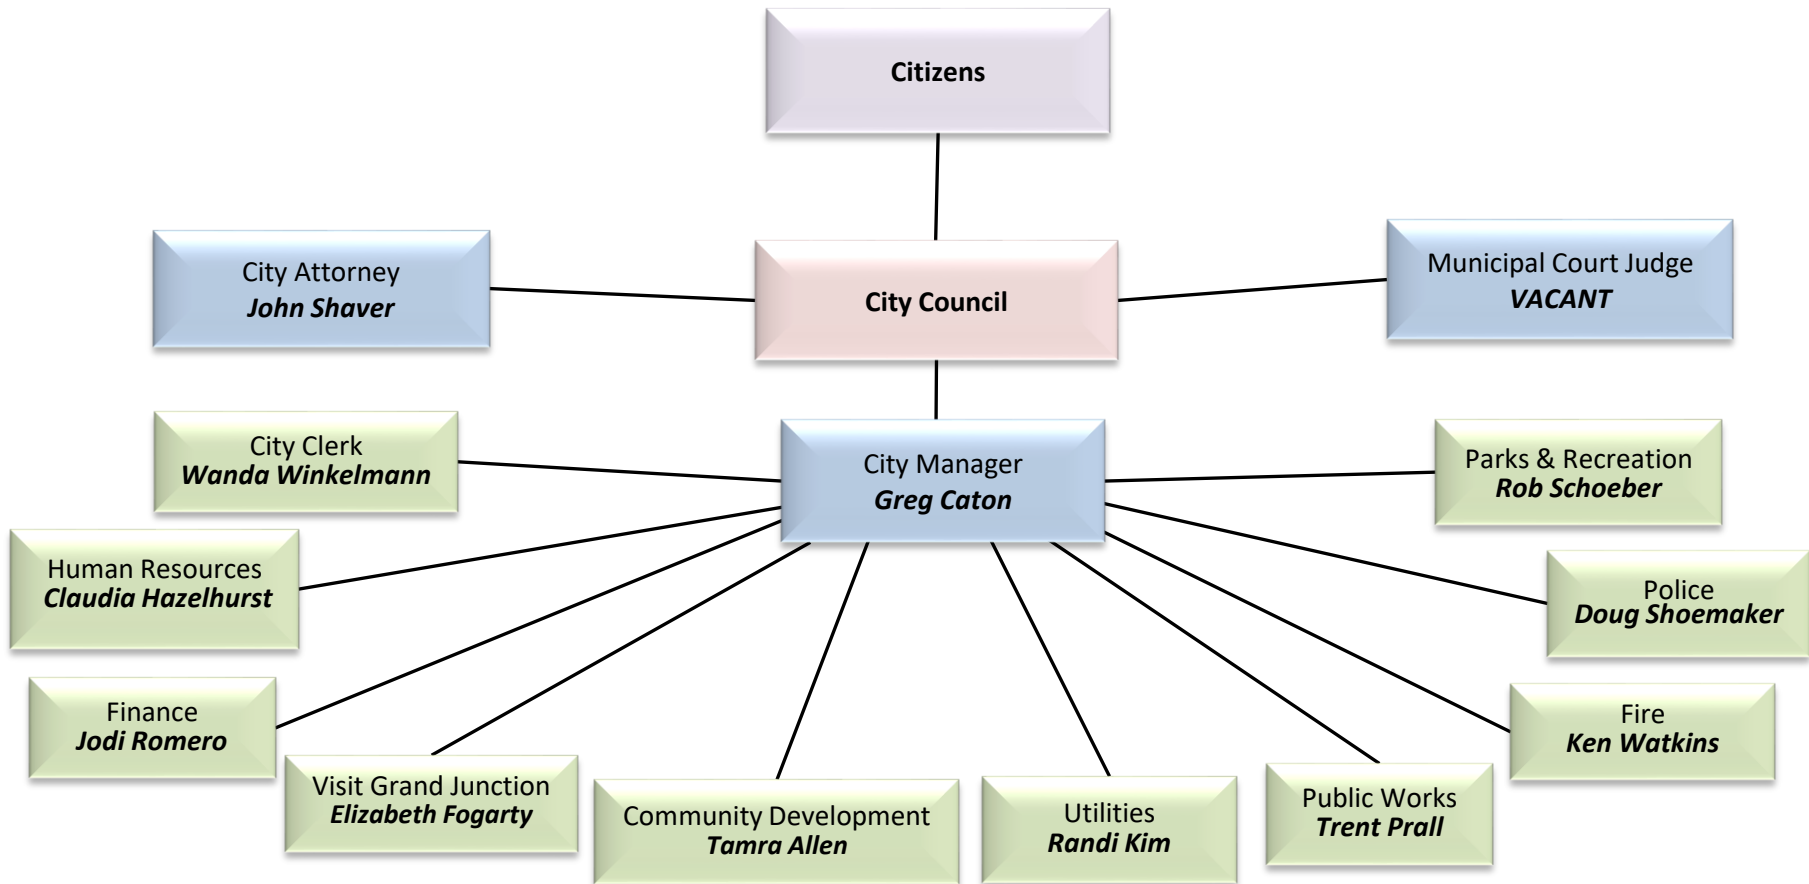 Citizens
City Attorney
John Shaver
City Council
Municipal Court Judge
VACANT
City Clerk
Wanda Winkelmann
City Manager
Greg Caton
Parks & Recreation
Rob Schoeber
Human Resources
Claudia Hazelhurst
Police
Doug Shoemaker
Finance
Jodi Romero
Fire
Ken Watkins
Visit Grand Junction
Elizabeth Fogarty
Community Development
Tamra Allen
Utilities
Randi Kim
Public Works
Trent Prall